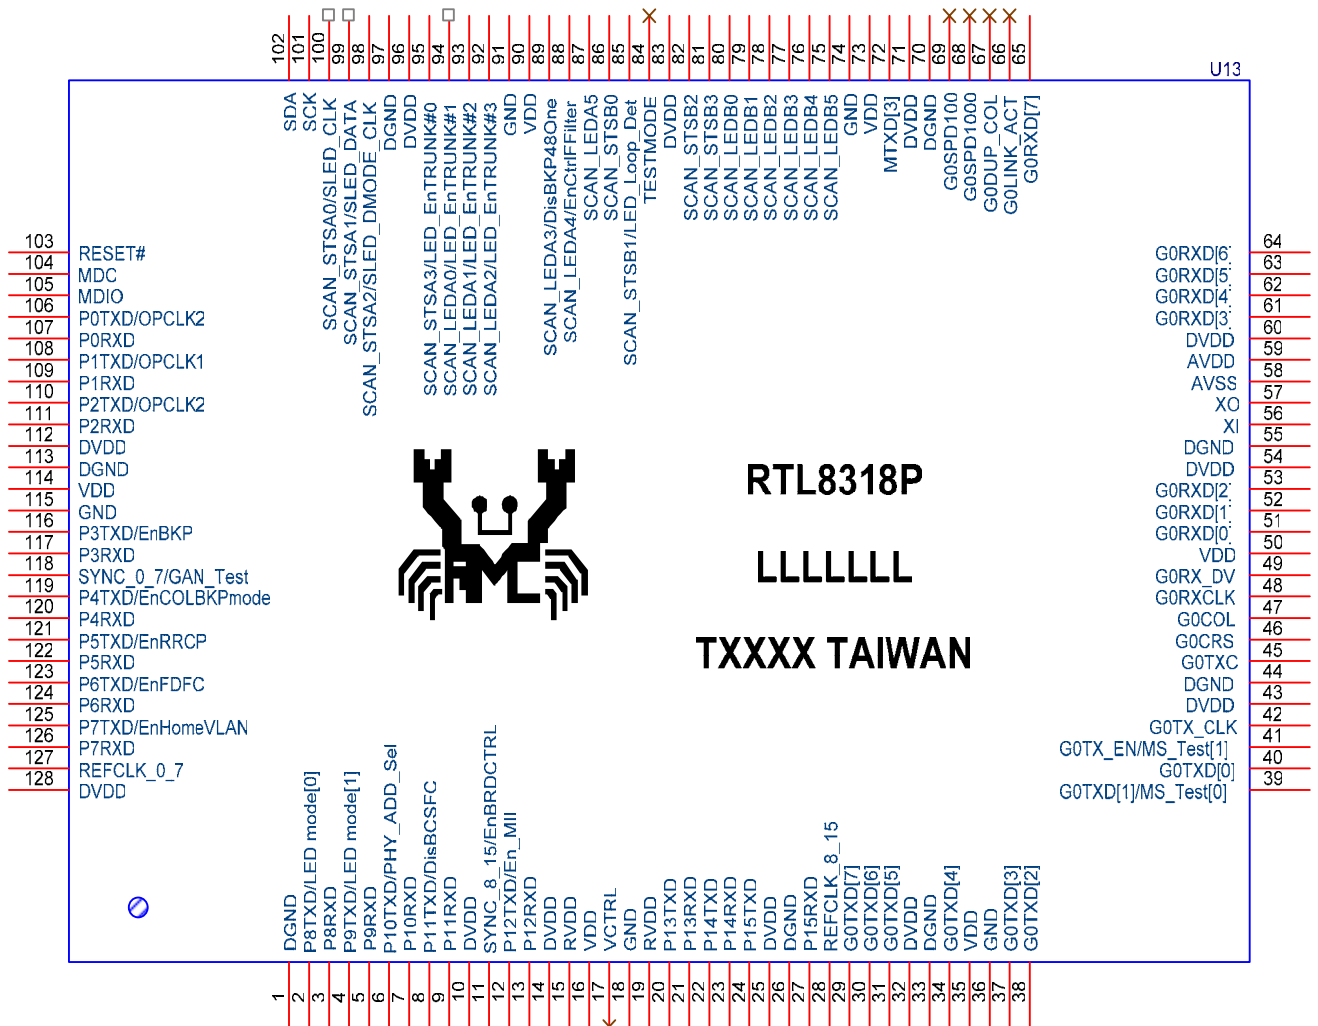 U13
102 101 100 99 98 97 96 95 94 93 92 91 90 89 88 87 86 85 84 83 82 81 80 79 78 77 76 75 74 73 72 71 70 69 68 67 66 65
SDA
SCK
SCAN_STSA0/SLED_CLK
SCAN_STSA1/SLED_DATA
SCAN_STSA2/SLED_DMODE_CLK
DGND
DVDD
SCAN_STSA3/LED_EnTRUNK#0
SCAN_LEDA0/LED_EnTRUNK#1
SCAN_LEDA1/LED_EnTRUNK#2
SCAN_LEDA2/LED_EnTRUNK#3
GND
VDD
SCAN_LEDA3/DisBKP48One
SCAN_LEDA4/EnCtrlFFilter
SCAN_LEDA5
SCAN_STSB0
SCAN_STSB1/LED_Loop_Det
TESTMODE
DVDD
SCAN_STSB2
SCAN_STSB3
SCAN_LEDB0
SCAN_LEDB1
SCAN_LEDB2
SCAN_LEDB3
SCAN_LEDB4
SCAN_LEDB5
GND
VDD
MTXD[3]
DVDD
DGND
G0SPD100
G0SPD1000
G0DUP_COL
G0LINK_ACT
G0RXD[7]
103 RESET#
104 MDC
105 MDIO
106 P0TXD/OPCLK2
107 P0RXD
108 P1TXD/OPCLK1
109 P1RXD
110 P2TXD/OPCLK2
111 P2RXD
112 DVDD
113 DGND
114 VDD
115 GND
116 P3TXD/EnBKP
117 P3RXD
118 SYNC_0_7/GAN_Test
119 P4TXD/EnCOLBKPmode
120 P4RXD
121 P5TXD/EnRRCP
122 P5RXD
123 P6TXD/EnFDFC
124 P6RXD
125 P7TXD/EnHomeVLAN
126 P7RXD
127 REFCLK_0_7
128 DVDD
AMC
RTL8318P
LLLLLLL
TXXXX TAIWAN
G0RXD[6] 64
G0RXD[5] 63
G0RXD[4] 62
G0RXD[3] 61
DVDD 60
AVDD 59
AVSS 58
XO 57
XI 56
DGND 55
DVDD 54
G0RXD[2] 53
G0RXD[1] 52
G0RXD[0] 51
VDD 50
G0RX_DV 49
G0RXCLK 48
G0COL 47
G0CRS 46
G0TXC 45
DGND 44
DVDD 43
G0TX_CLK 42
G0TX_EN/MS_Test[1] 41
G0TXD[0] 40
G0TXD[1]/MS_Test[0] 39
DGND
P8TXD/LED mode[0]
P8RXD
P9TXD/LED mode[1]
P9RXD
P10TXD/PHY_ADD_Sel
P10RXD
P11TXD/DisBCSFC
P11RXD
DVDD
SYNC_8_15/EnBRDCTRL
P12TXD/En_MII
P12RXD
DVDD
RVDD
VDD
VCTRL
GND
RVDD
P13TXD
P13RXD
P14TXD
P14RXD
P15TXD
DVDD
DGND
P15RXD
REFCLK_8_15
G0TXD[7]
G0TXD[6]
G0TXD[5]
DVDD
DGND
G0TXD[4]
VDD
GND
G0TXD[3]
G0TXD[2]
1 2 3 4 5 6 7 8 9 10 11 12 13 14 15 16 17 18 19 20 21 22 23 24 25 26 27 28 29 30 31 32 33 34 35 36 37 38